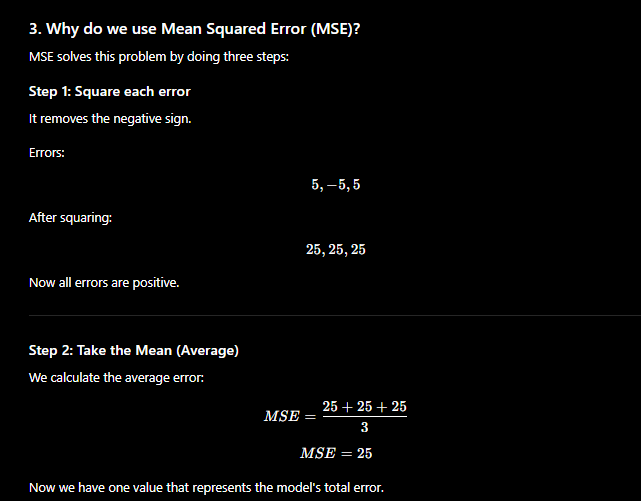 3. Why do we use Mean Squared Error (MSE)?
MSE solves this problem by doing three steps:
Step 1: Square each error
It removes the negative sign.
Errors:
5, −5, 5
After squaring:
25, 25, 25
Now all errors are positive.
Step 2: Take the Mean (Average)
We calculate the average error:
MSE = \frac{25 + 25 + 25}{3}
MSE = 25
Now we have one value that represents the model's total error.